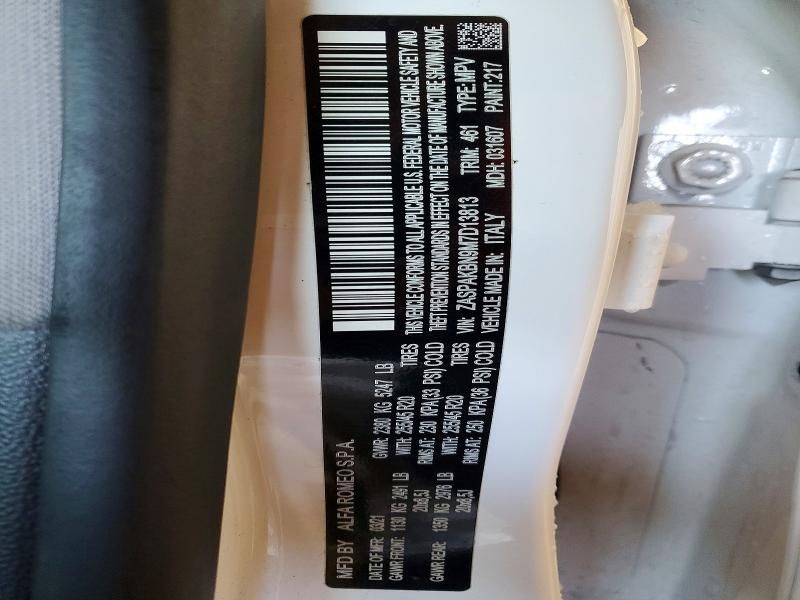 MFD BY ALFA ROMEO S.P.A.
DATE OF MFR: 03/21 GVWR: 2380 KG 5247 LB
GAWR FRONT: 1130 KG 2491 LB WITH: 255/45 R20 TIRES
20x8,5J RIMS AT: 230 KPA(33 PSI) COLD
GAWR REAR: 1350 KG 2976 LB WITH: 255/45 R20 TIRES
20x8,5J RIMS AT: 250 KPA(36 PSI) COLD
THIS VEHICLE CONFORMS TO ALL APPLICABLE U.S. FEDERAL MOTOR VEHICLE SAFETY AND
THEFT PREVENTION STANDARDS IN EFFECT ON THE DATE OF MANUFACTURE SHOWN ABOVE.
VIN: ZASPAKBN9M7D13813 TRIM: 461 TYPE: MPV
VEHICLE MADE IN: ITALY MDH: 031607 PAINT: 217